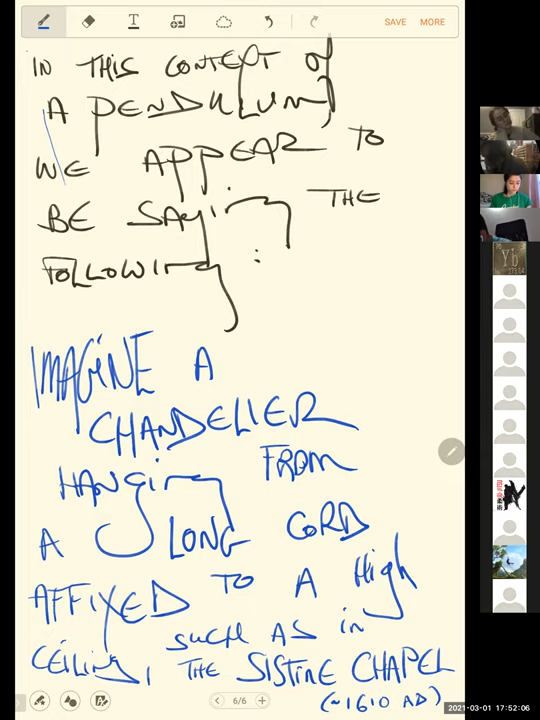 SAVE MORE
IN THIS CONTEXT OF
A PENDULUM,
WE APPEAR TO
BE SAYING THE
FOLLOWING:
IMAGINE A
CHANDELIER
HANGING FROM
A LONG CORD
AFFIXED TO A HIGH
CEILING, SUCH AS IN
THE SISTINE CHAPEL
(~1610 AD)
6/6
Yb
2021-03-01 17:52:06